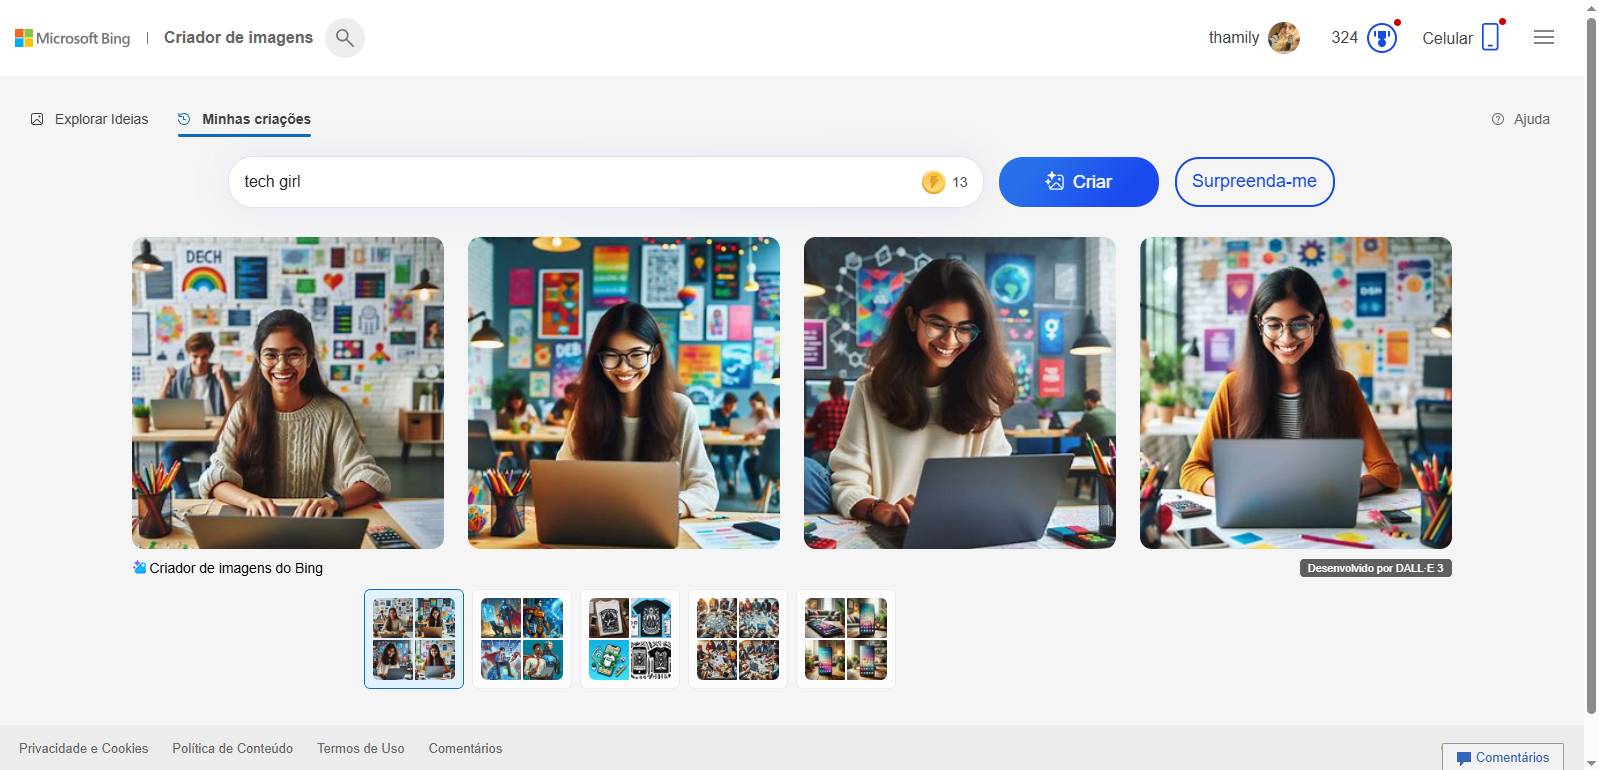 Microsoft Bing | Criador de imagens
thamily
324
Celular
Explorar Ideias
Minhas criações
Ajuda
tech girl
13
Criar
Surpreenda-me
DECH
DEB
Criador de imagens do Bing
Desenvolvido por DALL·E 3
Privacidade e Cookies
Política de Conteúdo
Termos de Uso
Comentários
Comentários